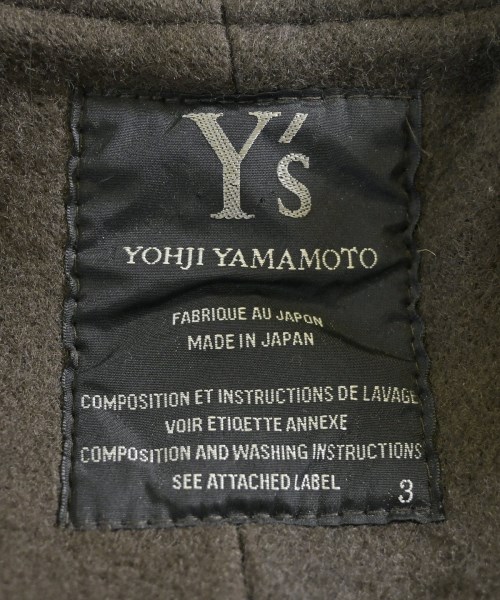 Y's
YOHJI YAMAMOTO
FABRIQUE AU JAPON
MADE IN JAPAN
COMPOSITION ET INSTRUCTIONS DE LAVAGE
VOIR ETIQETTE ANNEXE
COMPOSITION AND WASHING INSTRUCTIONS
SEE ATTACHED LABEL
3